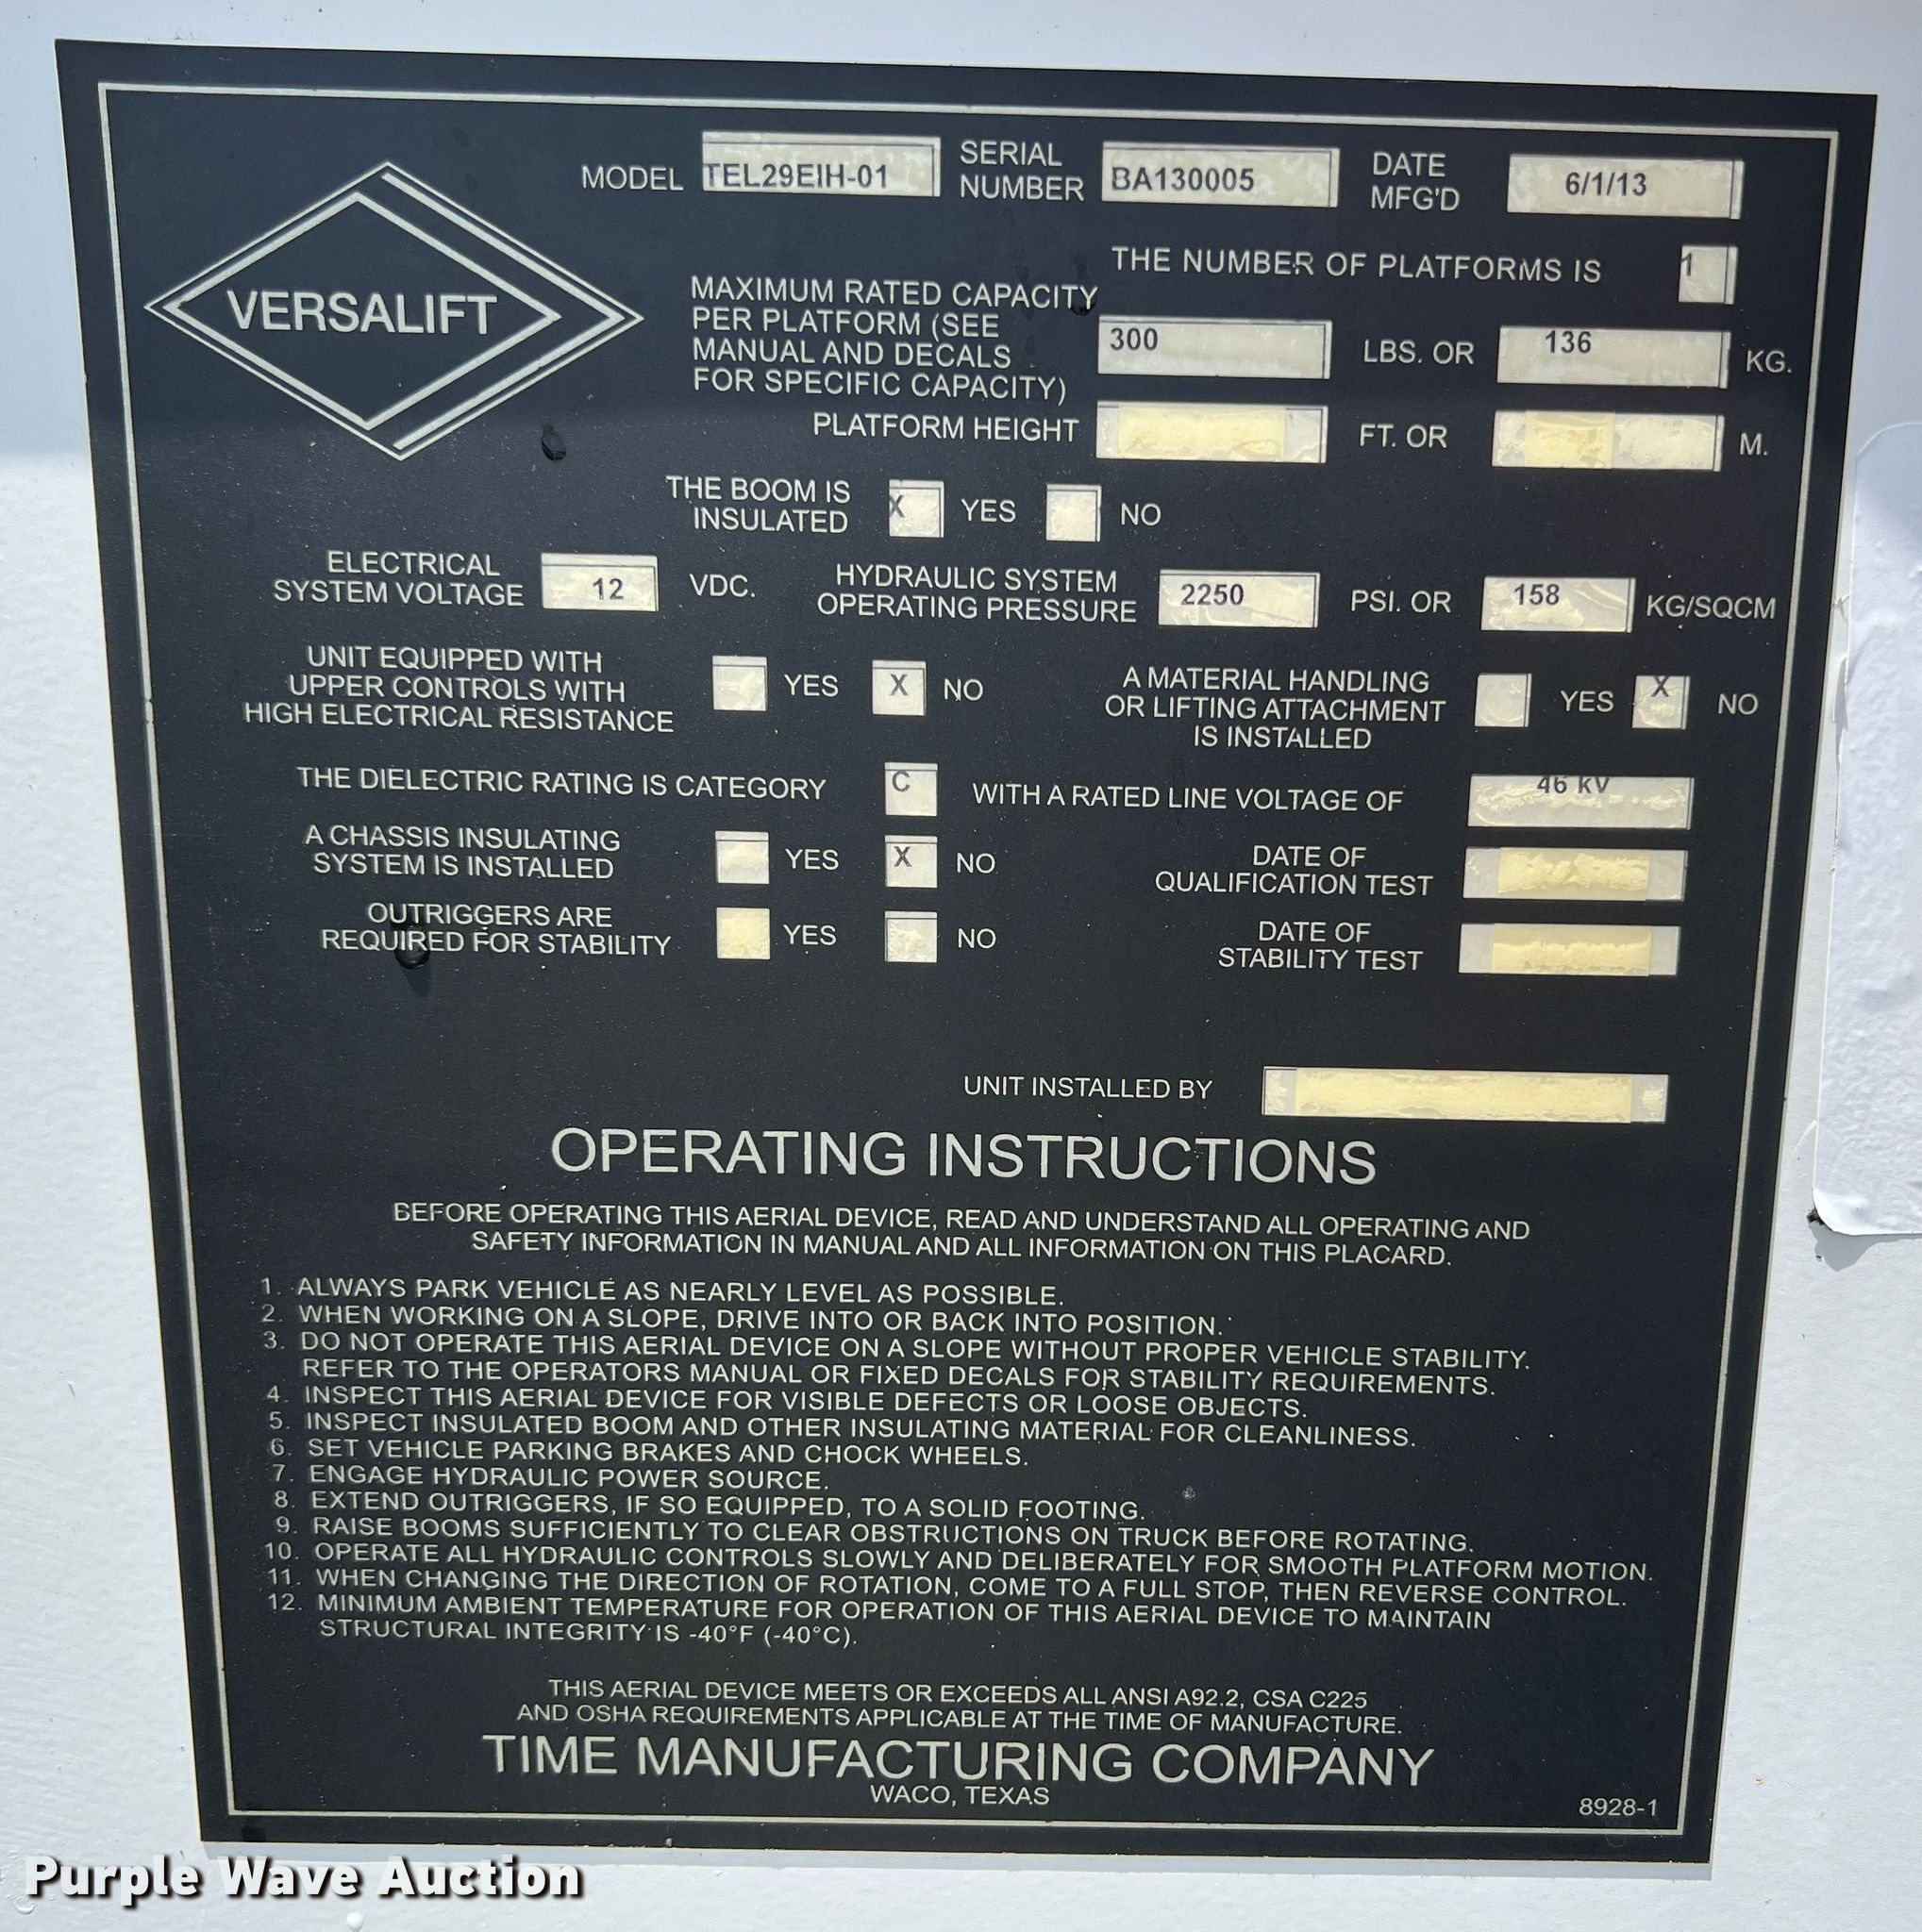 MODEL TEL29EIH-01 SERIAL NUMBER BA130005 DATE MFG'D 6/1/13
VERSALIFT
THE NUMBER OF PLATFORMS IS 1
MAXIMUM RATED CAPACITY
PER PLATFORM (SEE
MANUAL AND DECALS
FOR SPECIFIC CAPACITY)
300 LBS. OR 136 KG.
PLATFORM HEIGHT FT. OR M.
THE BOOM IS
INSULATED
X YES NO
ELECTRICAL
SYSTEM VOLTAGE 12 VDC.
HYDRAULIC SYSTEM
OPERATING PRESSURE 2250 PSI. OR 158 KG/SQCM
UNIT EQUIPPED WITH
UPPER CONTROLS WITH
HIGH ELECTRICAL RESISTANCE
YES X NO
A MATERIAL HANDLING
OR LIFTING ATTACHMENT
IS INSTALLED
YES X NO
THE DIELECTRIC RATING IS CATEGORY C WITH A RATED LINE VOLTAGE OF 46 kV
A CHASSIS INSULATING
SYSTEM IS INSTALLED
YES X NO
DATE OF
QUALIFICATION TEST
OUTRIGGERS ARE
REQUIRED FOR STABILITY
YES NO
DATE OF
STABILITY TEST
UNIT INSTALLED BY
OPERATING INSTRUCTIONS
BEFORE OPERATING THIS AERIAL DEVICE, READ AND UNDERSTAND ALL OPERATING AND
SAFETY INFORMATION IN MANUAL AND ALL INFORMATION ON THIS PLACARD.
1. ALWAYS PARK VEHICLE AS NEARLY LEVEL AS POSSIBLE.
2. WHEN WORKING ON A SLOPE, DRIVE INTO OR BACK INTO POSITION.
3. DO NOT OPERATE THIS AERIAL DEVICE ON A SLOPE WITHOUT PROPER VEHICLE STABILITY.
REFER TO THE OPERATORS MANUAL OR FIXED DECALS FOR STABILITY REQUIREMENTS.
4. INSPECT THIS AERIAL DEVICE FOR VISIBLE DEFECTS OR LOOSE OBJECTS.
5. INSPECT INSULATED BOOM AND OTHER INSULATING MATERIAL FOR CLEANLINESS.
6. SET VEHICLE PARKING BRAKES AND CHOCK WHEELS.
7. ENGAGE HYDRAULIC POWER SOURCE.
8. EXTEND OUTRIGGERS, IF SO EQUIPPED, TO A SOLID FOOTING.
9. RAISE BOOMS SUFFICIENTLY TO CLEAR OBSTRUCTIONS ON TRUCK BEFORE ROTATING.
10. OPERATE ALL HYDRAULIC CONTROLS SLOWLY AND DELIBERATELY FOR SMOOTH PLATFORM MOTION.
11. WHEN CHANGING THE DIRECTION OF ROTATION, COME TO A FULL STOP, THEN REVERSE CONTROL.
12. MINIMUM AMBIENT TEMPERATURE FOR OPERATION OF THIS AERIAL DEVICE TO MAINTAIN
STRUCTURAL INTEGRITY IS -40°F (-40°C).
THIS AERIAL DEVICE MEETS OR EXCEEDS ALL ANSI A92.2, CSA C225
AND OSHA REQUIREMENTS APPLICABLE AT THE TIME OF MANUFACTURE.
TIME MANUFACTURING COMPANY
WACO, TEXAS
8928-1
Purple Wave Auction